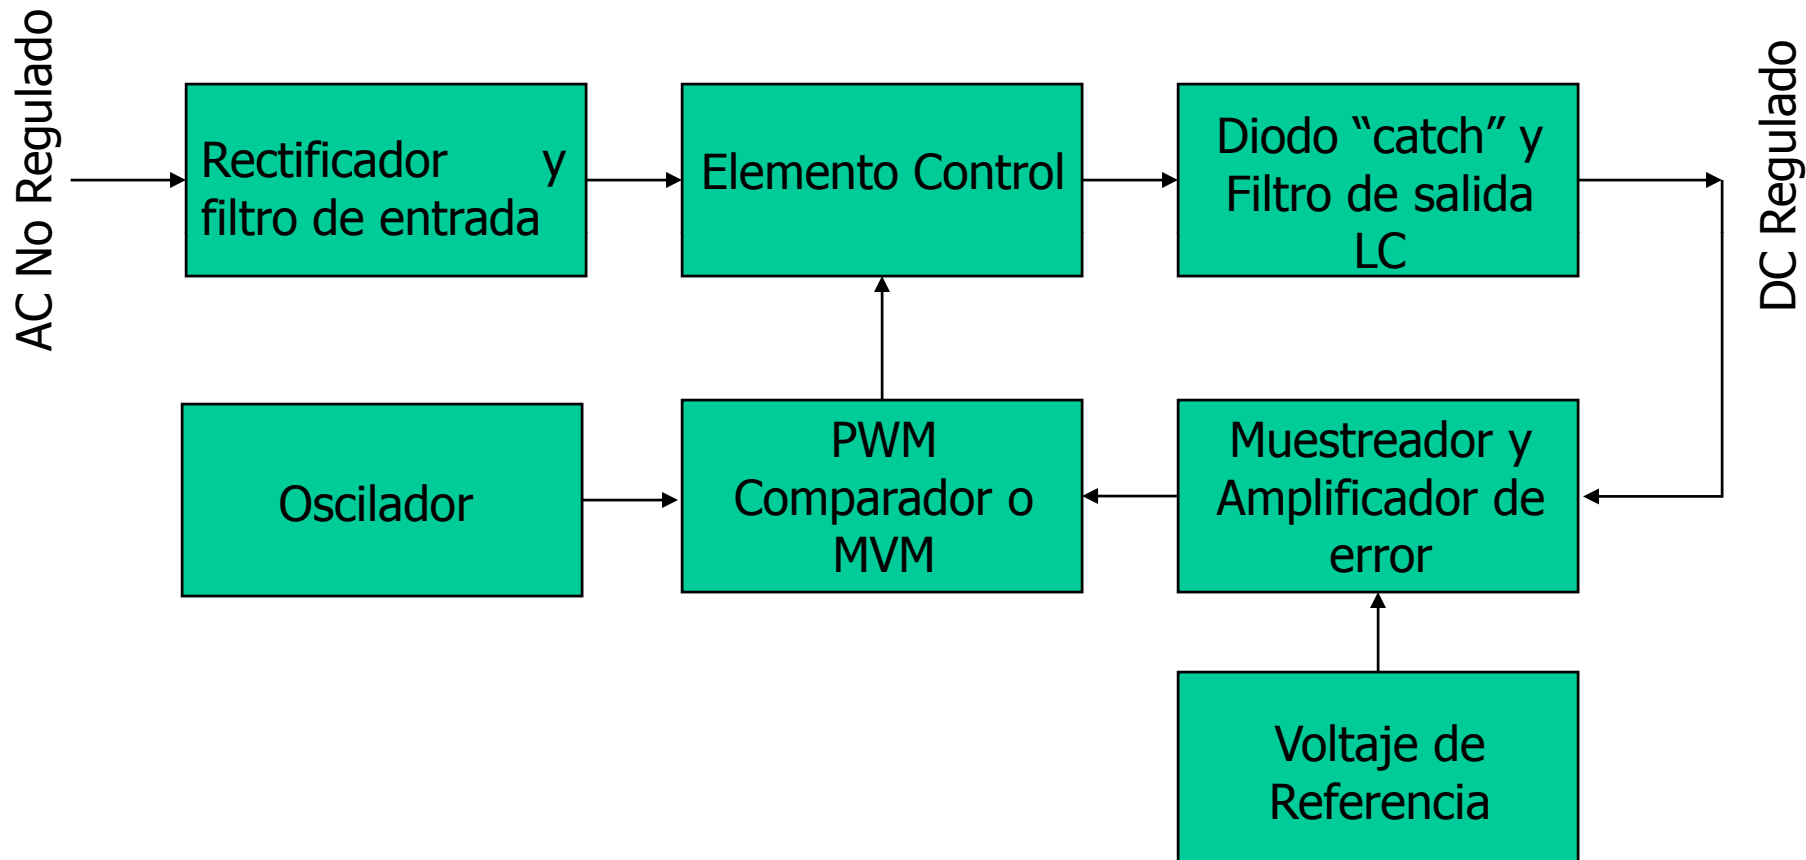 AC No Regulado
Rectificador y
filtro de entrada
Elemento Control
Diodo “catch” y
Filtro de salida
LC
DC Regulado
Oscilador
PWM
Comparador o
MVM
Muestreador y
Amplificador de
error
Voltaje de
Referencia